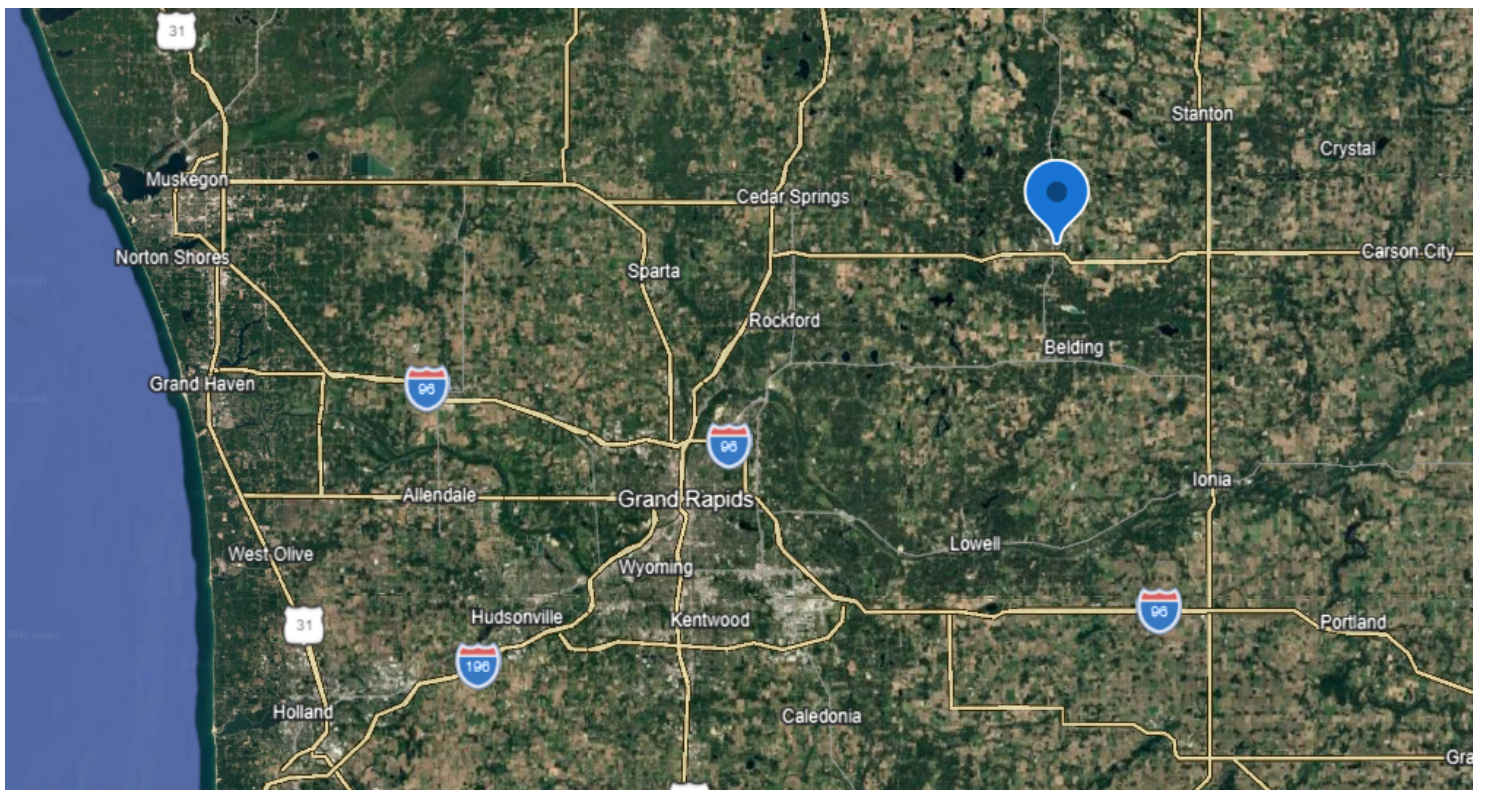 31
Stanton
Crystal
Muskegon
Cedar Springs
Norton Shores
Carson City
Sparta
Rockford
Belding
Grand Haven
96
96
Ionia
Allendale
Grand Rapids
Lowell
West Olive
Wyoming
96
Hudsonville
Kentwood
Portland
31
196
Holland
Caledonia
Gra